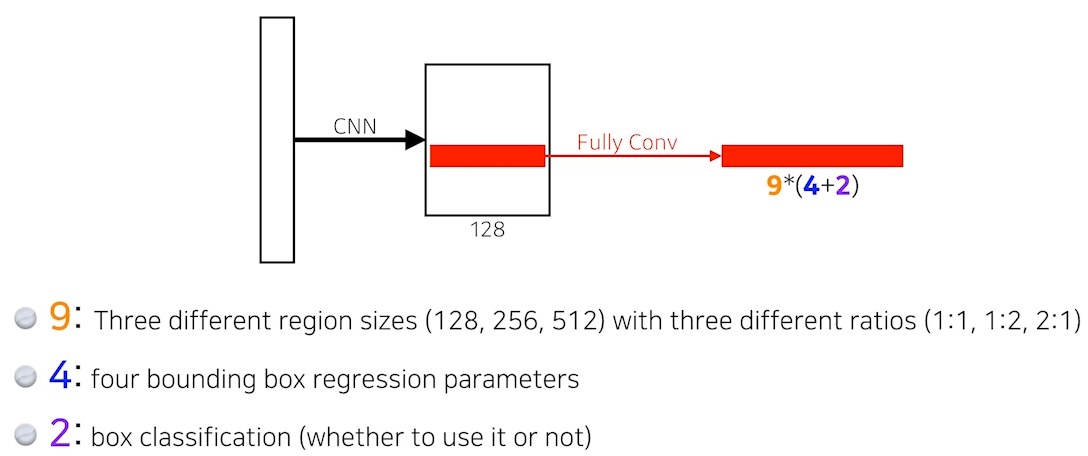 CNN
Fully Conv
9*(4+2)
128
9: Three different region sizes (128, 256, 512) with three different ratios (1:1, 1:2, 2:1)
4: four bounding box regression parameters
2: box classification (whether to use it or not)